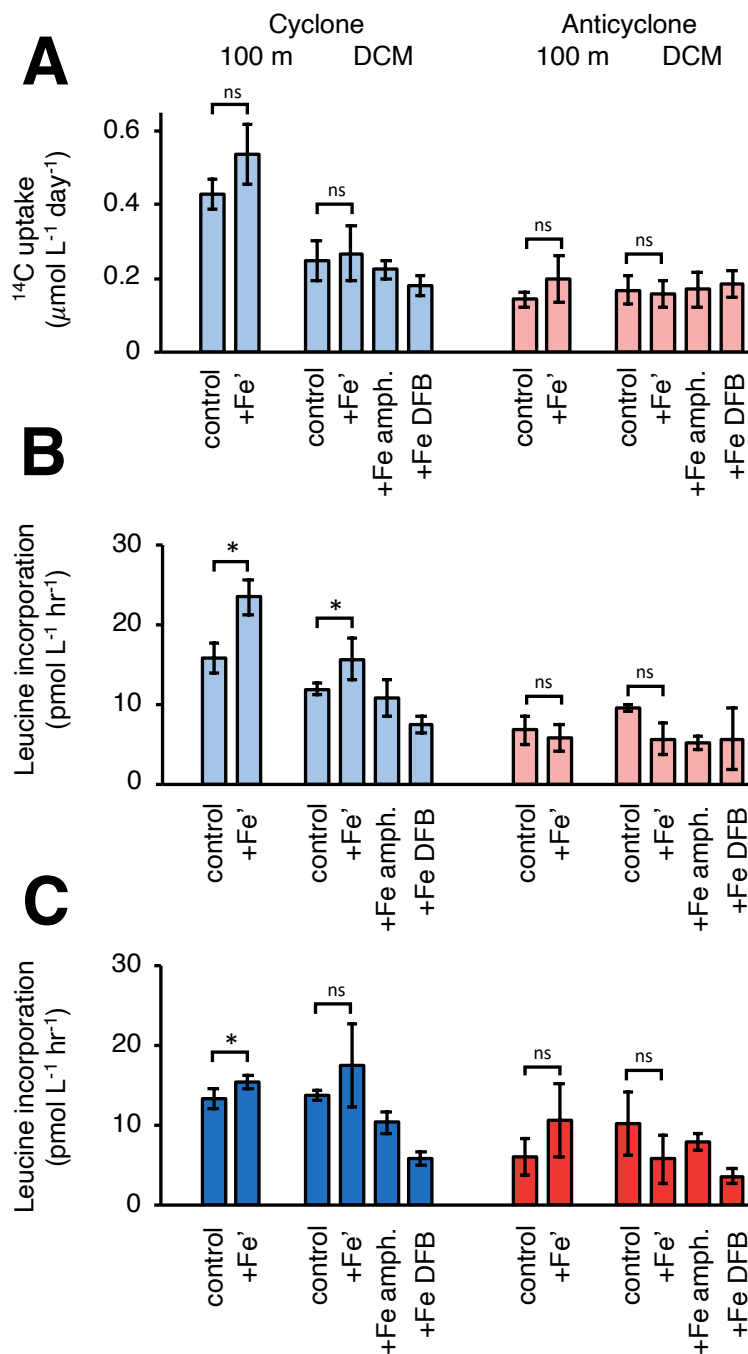 Cyclone Anticyclone
A 100 m DCM 100 m DCM
ns
ns
ns ns
0.6
0.4
0.2
0
¹⁴C uptake
(μmol L⁻¹ day⁻¹)
control +Fe' control +Fe' +Fe amph. +Fe DFB control +Fe' control +Fe' +Fe amph. +Fe DFB
B
30
20
10
0
Leucine incorporation
(pmol L⁻¹ hr⁻¹)
* * ns ns
control +Fe' control +Fe' +Fe amph. +Fe DFB control +Fe' control +Fe' +Fe amph. +Fe DFB
C
30
20
10
0
Leucine incorporation
(pmol L⁻¹ hr⁻¹)
* ns ns ns
control +Fe' control +Fe' +Fe amph. +Fe DFB control +Fe' control +Fe' +Fe amph. +Fe DFB